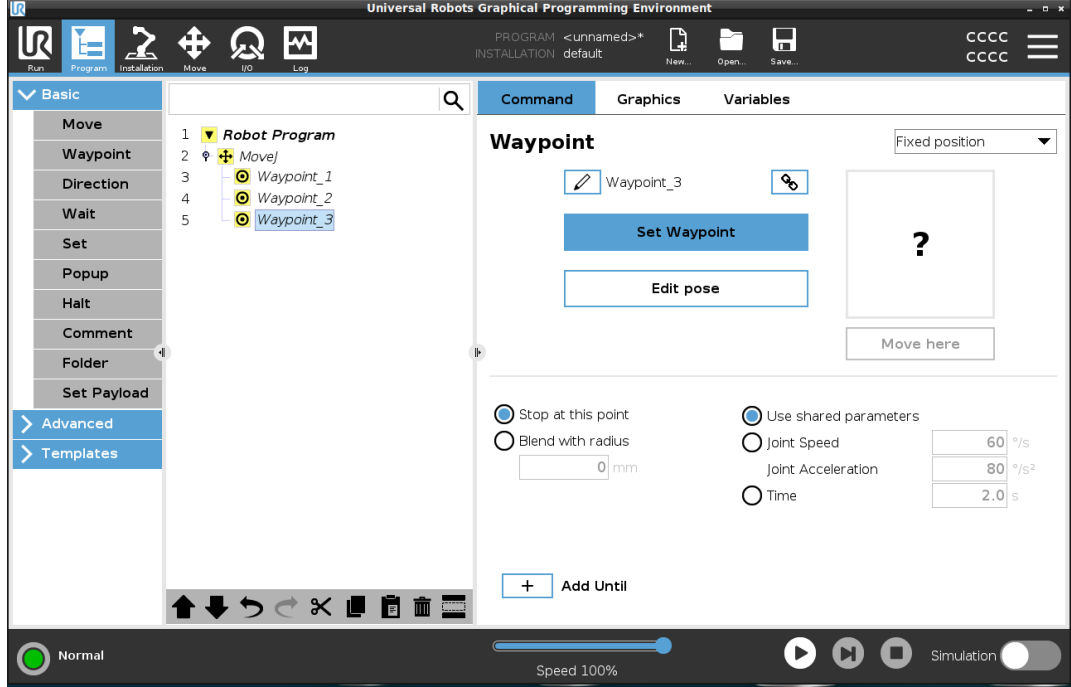 Universal Robots Graphical Programming Environment
UR
Run
Program
Installation
Move
I/O
Log
PROGRAM <unnamed>*
INSTALLATION default
New...
Open...
Save...
CCCC
CCCC
Basic
Move
Waypoint
Direction
Wait
Set
Popup
Halt
Comment
Folder
Set Payload
Advanced
Templates
1 Robot Program
2 MoveJ
3 Waypoint_1
4 Waypoint_2
5 Waypoint_3
Command Graphics Variables
Waypoint
Fixed position
Waypoint_3
Set Waypoint
Edit pose
?
Move here
Stop at this point
Blend with radius
0 mm
Use shared parameters
Joint Speed 60 °/s
Joint Acceleration 80 °/s²
Time 2.0 s
+ Add Until
Normal
Speed 100%
Simulation